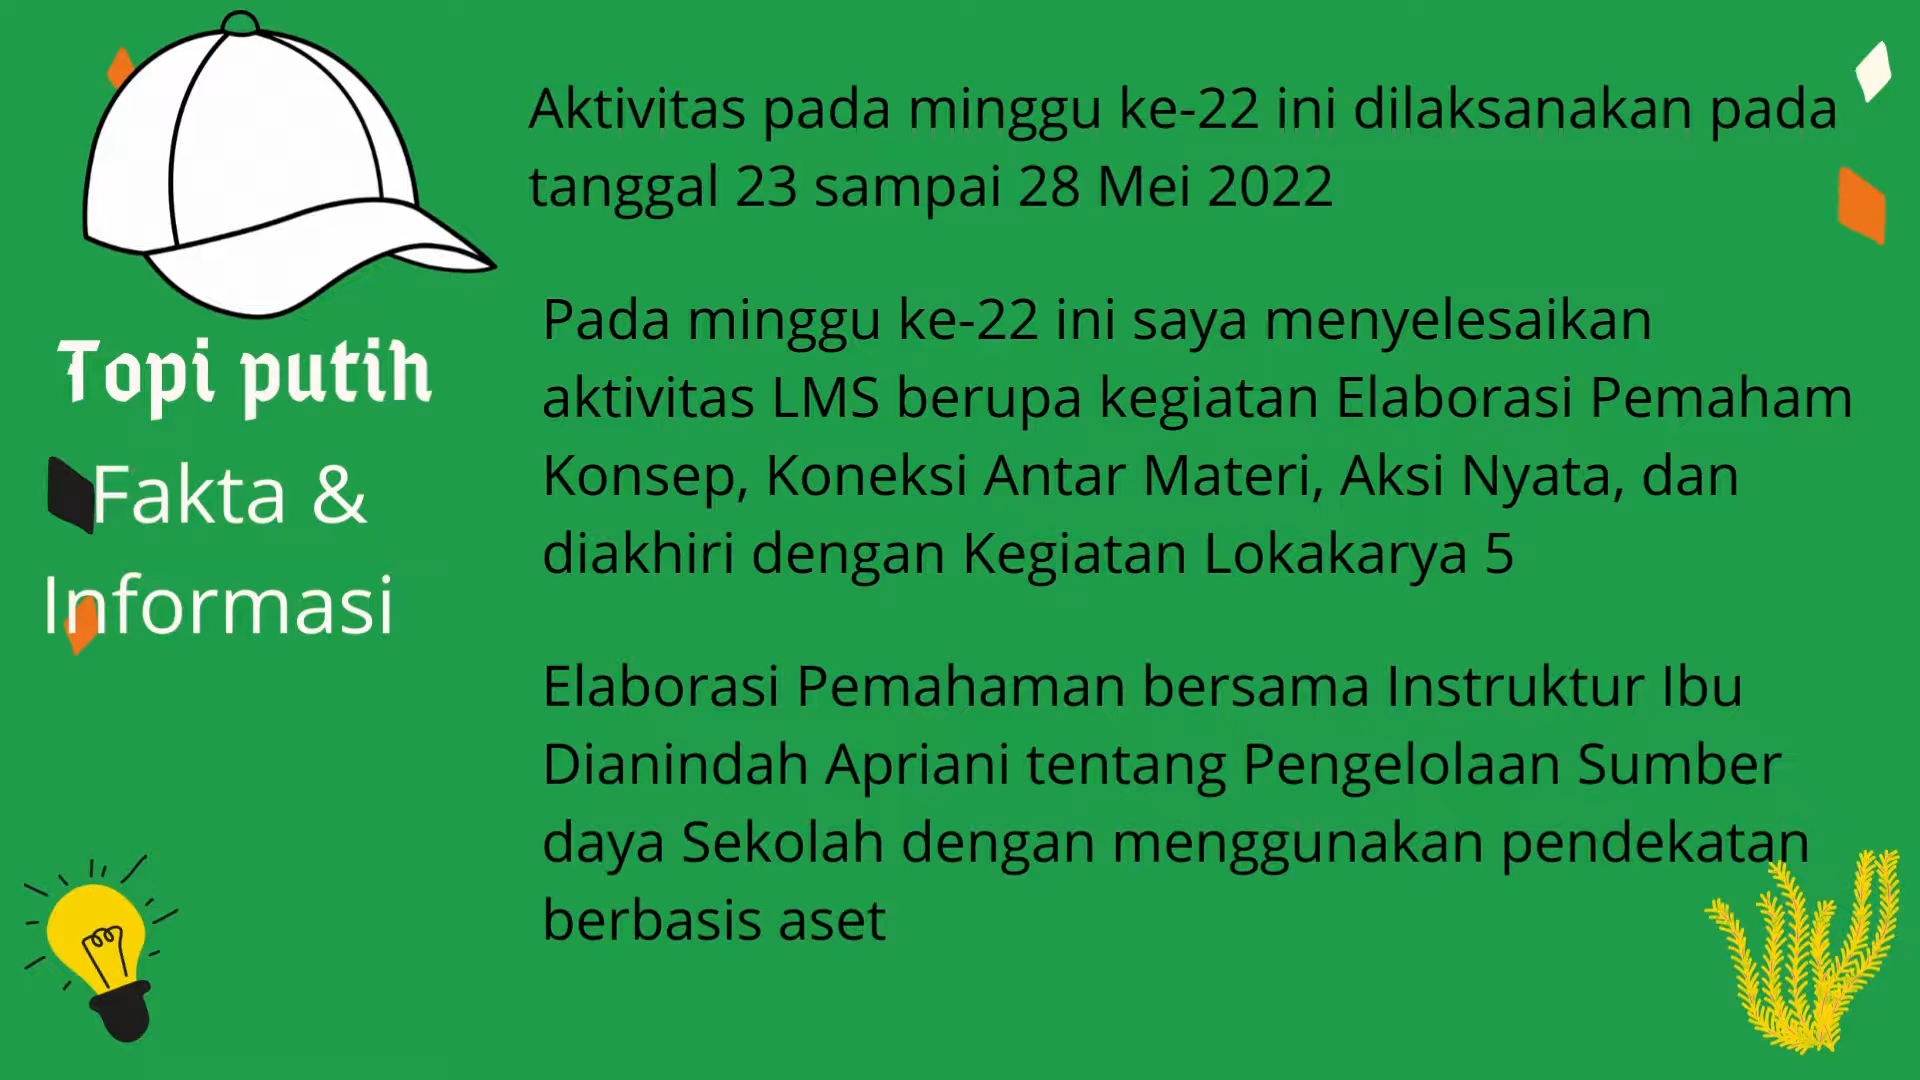 Topi putih
Fakta &
Informasi
Aktivitas pada minggu ke-22 ini dilaksanakan pada
tanggal 23 sampai 28 Mei 2022
Pada minggu ke-22 ini saya menyelesaikan
aktivitas LMS berupa kegiatan Elaborasi Pemaham
Konsep, Koneksi Antar Materi, Aksi Nyata, dan
diakhiri dengan Kegiatan Lokakarya 5
Elaborasi Pemahaman bersama Instruktur Ibu
Dianindah Apriani tentang Pengelolaan Sumber
daya Sekolah dengan menggunakan pendekatan
berbasis aset